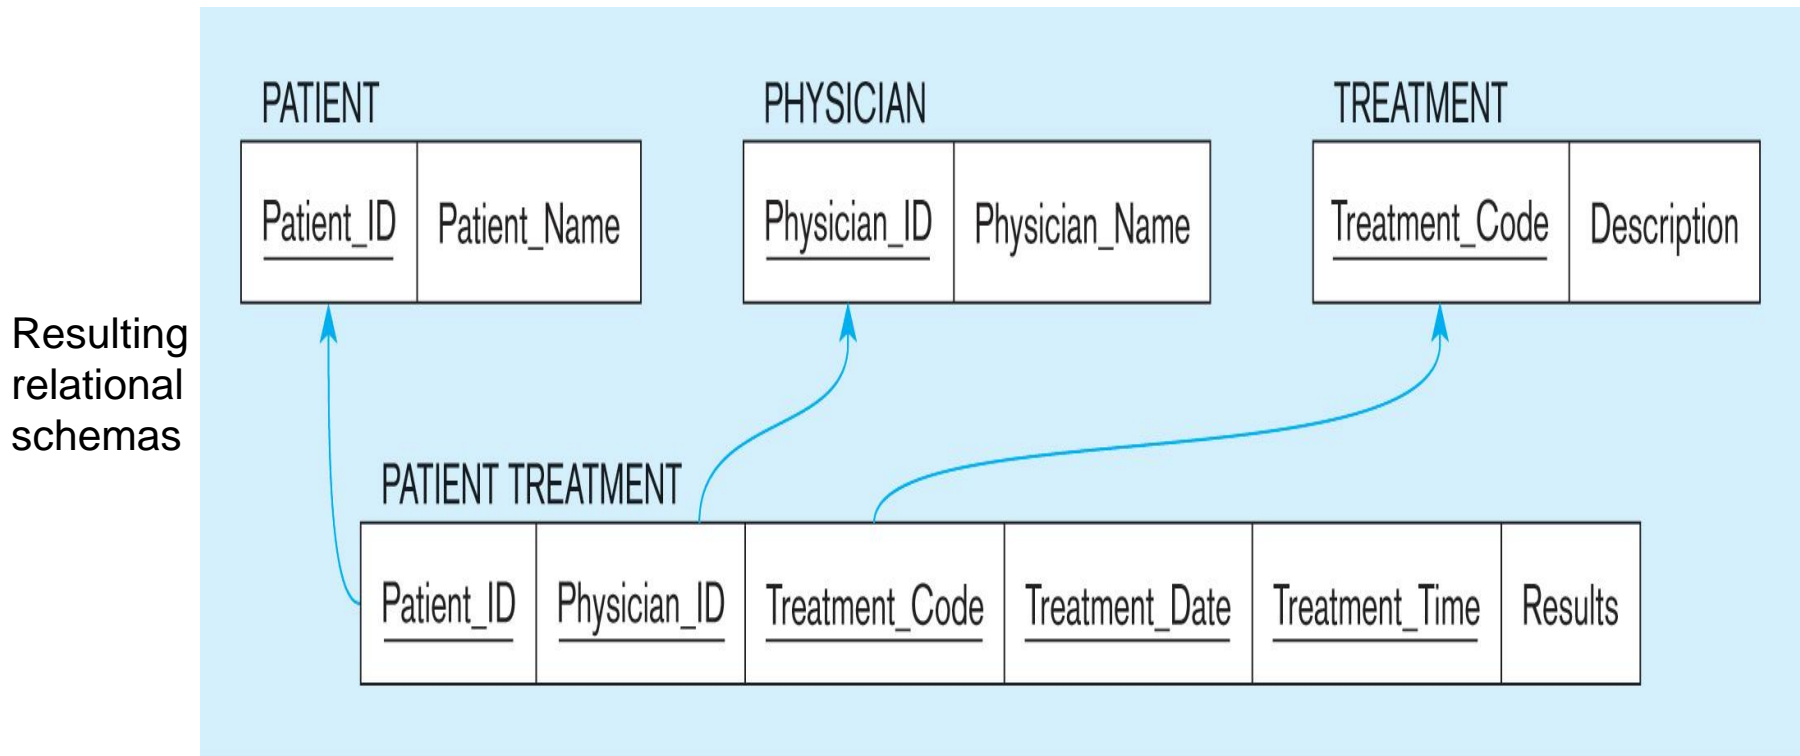 Resulting
relational
schemas
PATIENT
Patient_ID Patient_Name
PHYSICIAN
Physician_ID Physician_Name
TREATMENT
Treatment_Code Description
PATIENT TREATMENT
Patient_ID Physician_ID Treatment_Code Treatment_Date Treatment_Time Results